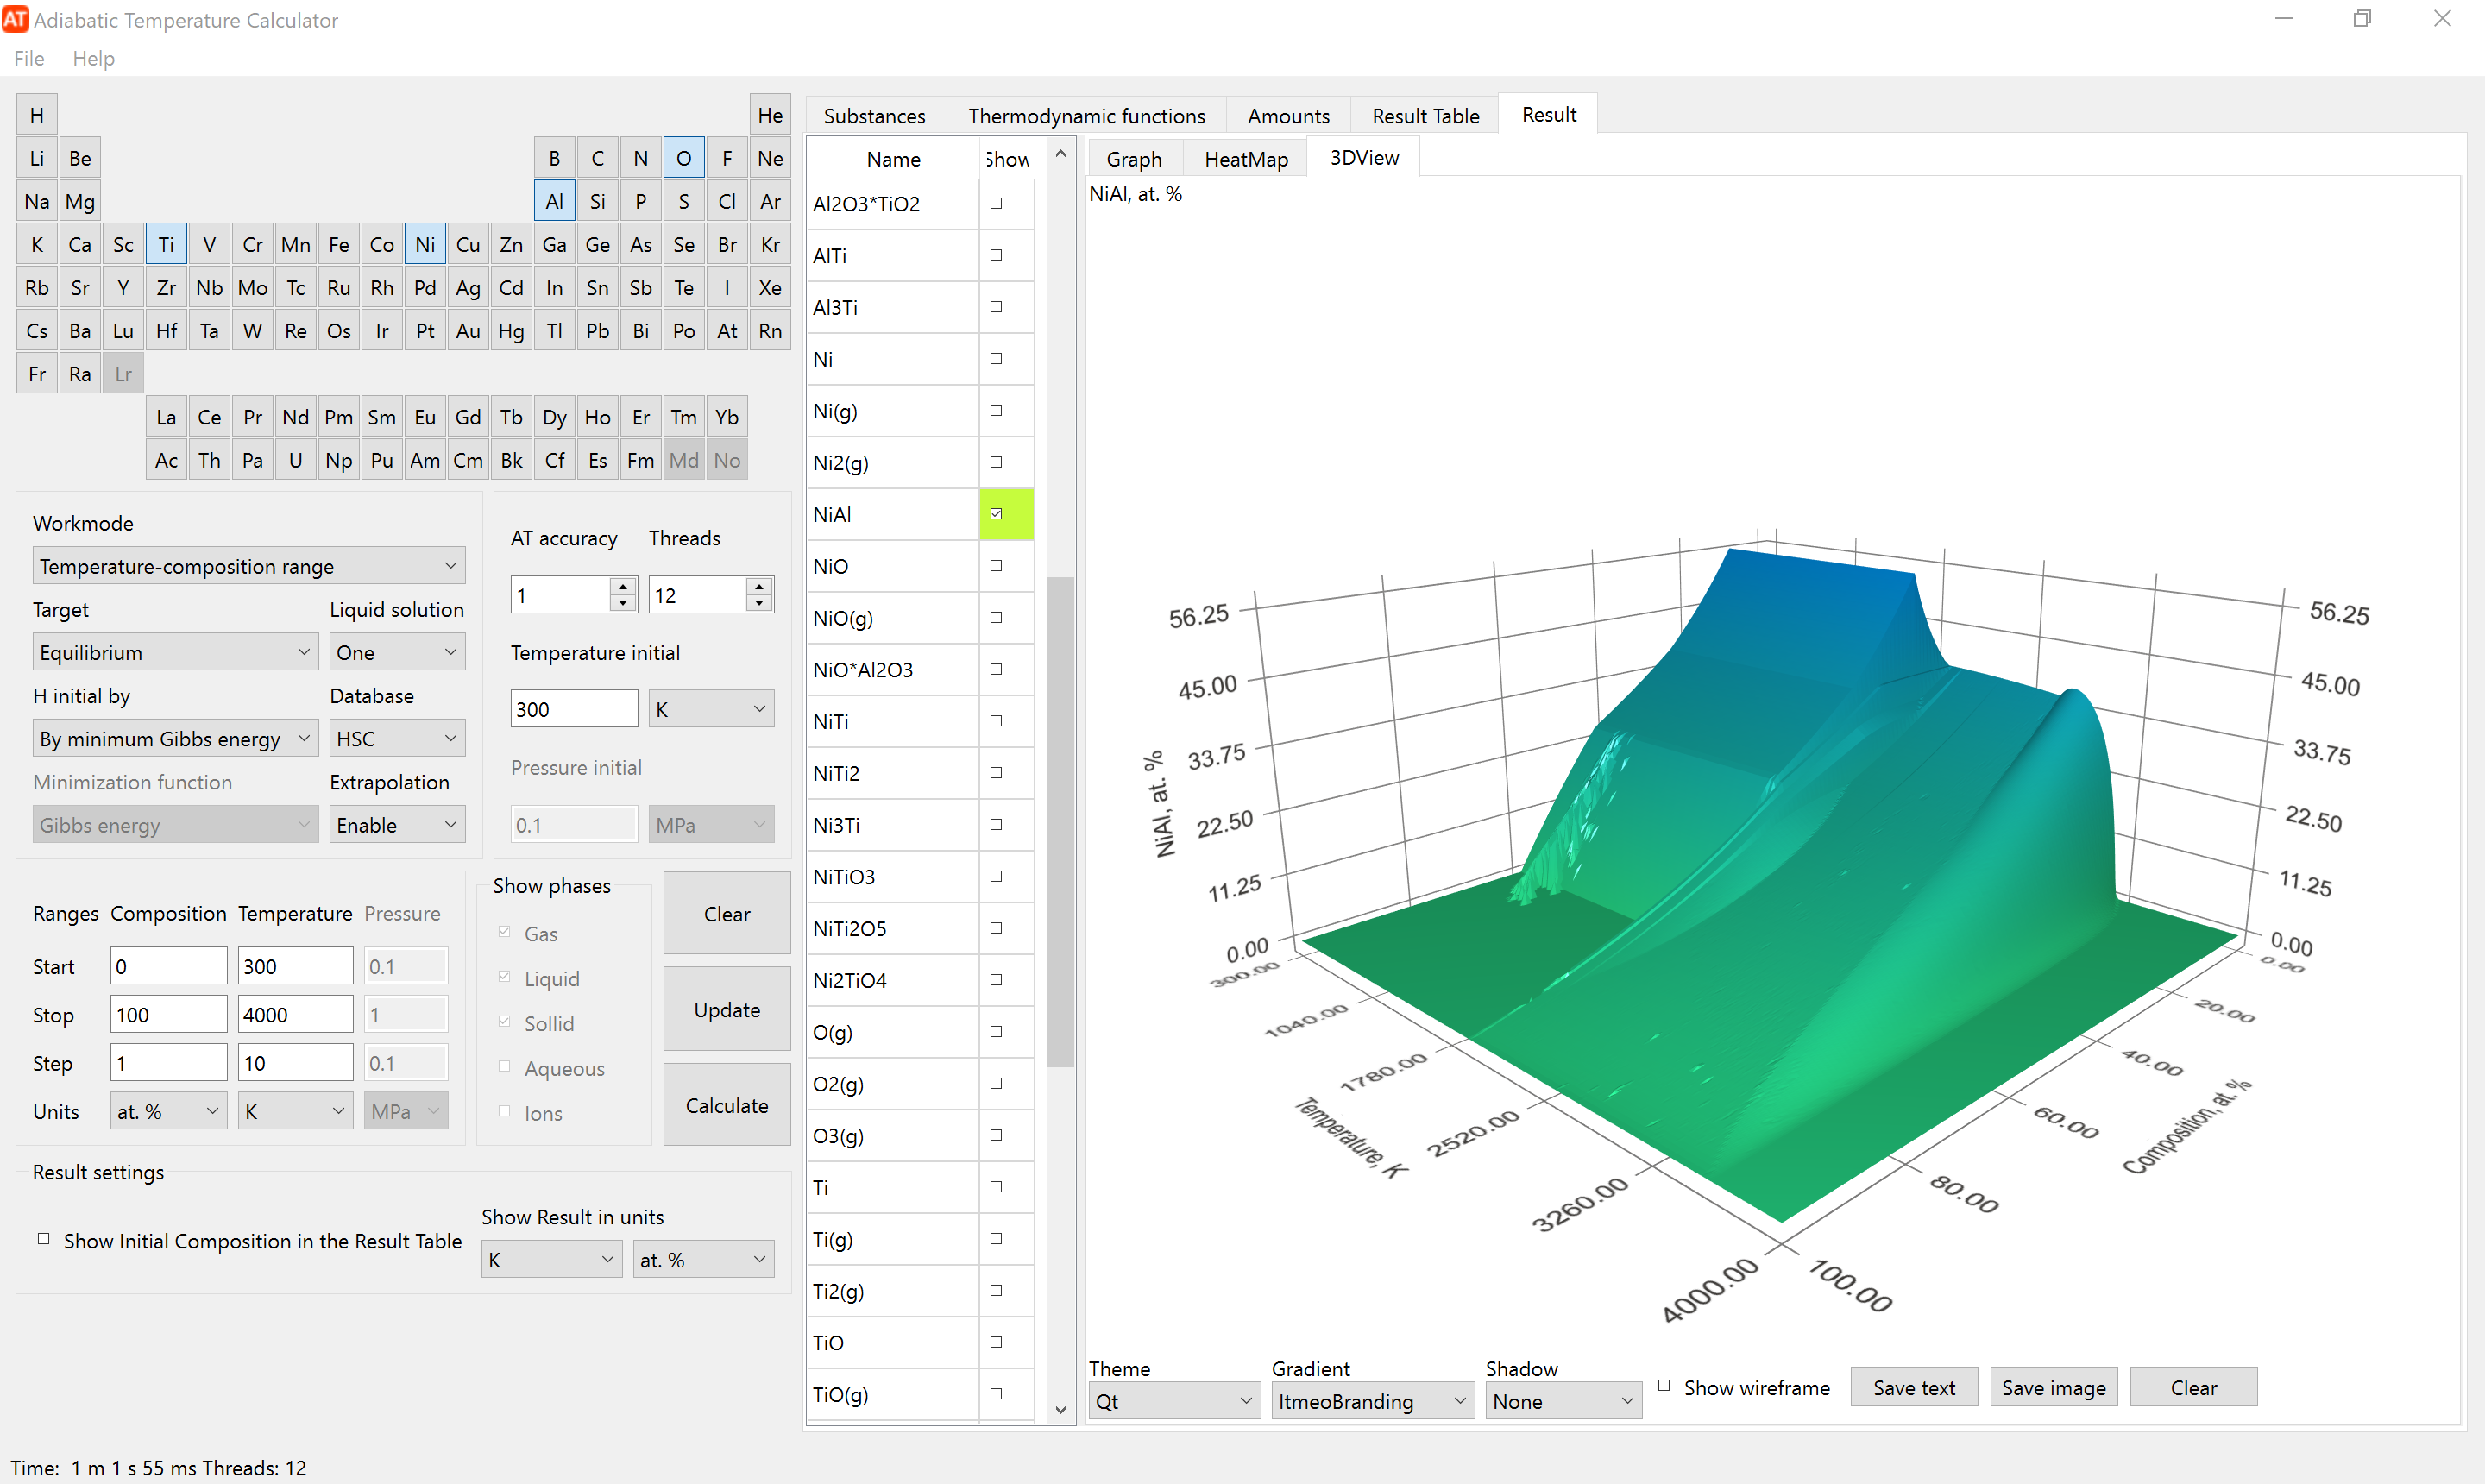 AT Adiabatic Temperature Calculator
File Help
H He
Li Be B C N O F Ne
Na Mg Al Si P S Cl Ar
K Ca Sc Ti V Cr Mn Fe Co Ni Cu Zn Ga Ge As Se Br Kr
Rb Sr Y Zr Nb Mo Tc Ru Rh Pd Ag Cd In Sn Sb Te I Xe
Cs Ba Lu Hf Ta W Re Os Ir Pt Au Hg Tl Pb Bi Po At Rn
Fr Ra Lr
La Ce Pr Nd Pm Sm Eu Gd Tb Dy Ho Er Tm Yb
Ac Th Pa U Np Pu Am Cm Bk Cf Es Fm Md No
Workmode
Temperature-composition range
Target Liquid solution
Equilibrium One
H initial by Database
By minimum Gibbs energy HSC
Minimization function Extrapolation
Gibbs energy Enable
AT accuracy Threads
1 12
Temperature initial
300 K
Pressure initial
0.1 MPa
Ranges Composition Temperature Pressure
Start 0 300 0.1
Stop 100 4000 1
Step 1 10 0.1
Units at. % K MPa
Show phases
Gas
Liquid
Sollid
Aqueous
Ions
Clear
Update
Calculate
Result settings
Show Initial Composition in the Result Table
Show Result in units
K at. %
Time: 1 m 1 s 55 ms Threads: 12
Substances Thermodynamic functions Amounts Result Table Result
Name Show
Al2O3*TiO2
AlTi
Al3Ti
Ni
Ni(g)
Ni2(g)
NiAl
NiO
NiO(g)
NiO*Al2O3
NiTi
NiTi2
Ni3Ti
NiTiO3
NiTi2O5
Ni2TiO4
O(g)
O2(g)
O3(g)
Ti
Ti(g)
Ti2(g)
TiO
TiO(g)
Graph HeatMap 3DView
NiAl, at. %
56.25
45.00
33.75
22.50
11.25
0.00
NiAl, at. %
56.25
45.00
33.75
22.50
11.25
0.00
300.00
1040.00
1780.00
2520.00
3260.00
4000.00
Temperature, K
0.00
20.00
40.00
60.00
80.00
100.00
Composition, at. %
Theme Gradient Shadow
Qt ItmeoBranding None Show wireframe Save text Save image Clear